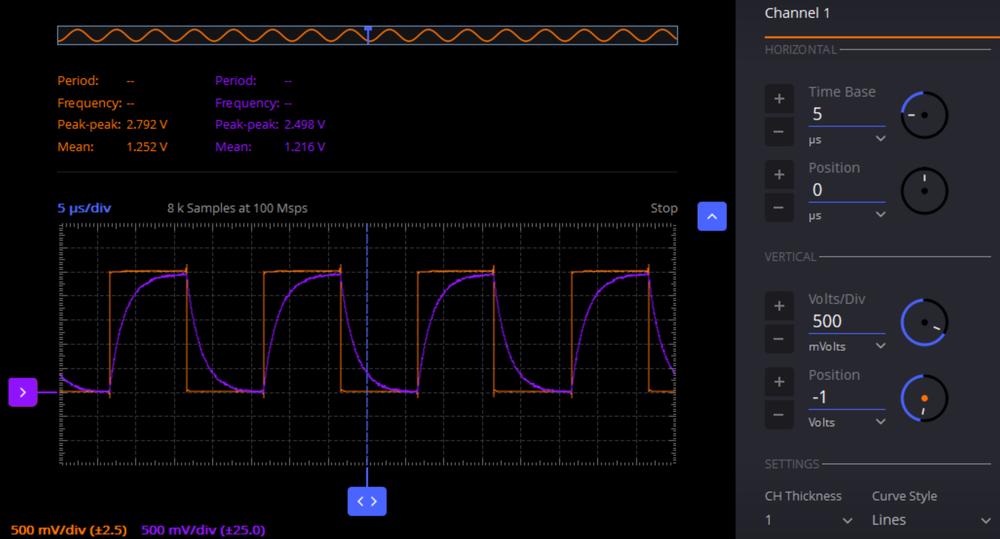 Channel 1
HORIZONTAL
Period: -- Period: --
Frequency: -- Frequency: --
Peak-peak: 2.792 V Peak-peak: 2.498 V
Mean: 1.252 V Mean: 1.216 V
5 µs/div 8 k Samples at 100 Msps Stop
500 mV/div (±2.5) 500 mV/div (±25.0)
+ Time Base
5
− µs
+ Position
0
− µs
VERTICAL
+ Volts/Div
500
− mVolts
+ Position
-1
− Volts
SETTINGS
CH Thickness Curve Style
1 Lines